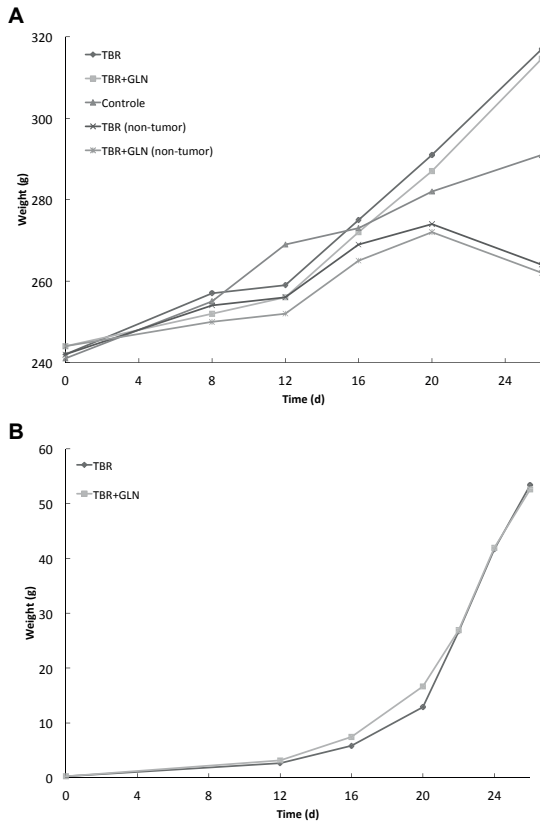 A
320
300
280
260
240
Weight (g)
TBR
TBR+GLN
Controle
TBR (non-tumor)
TBR+GLN (non-tumor)
0 4 8 12 16 20 24
Time (d)
B
60
50
40
30
20
10
0
Weight (g)
TBR
TBR+GLN
0 4 8 12 16 20 24
Time (d)